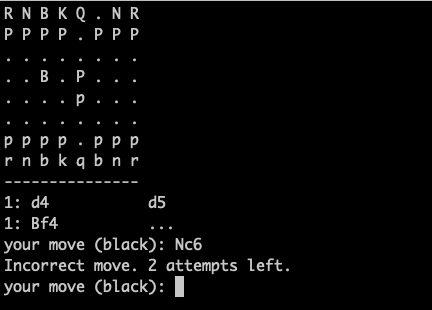 R N B K Q . N R
P P P P . P P P
. . . . . . . .
. . B . P . . .
. . . . p . . .
. . . . . . . .
p p p p . p p p
r n b k q b n r
---------------
1: d4 d5
1: Bf4 ...
your move (black): Nc6
Incorrect move. 2 attempts left.
your move (black):